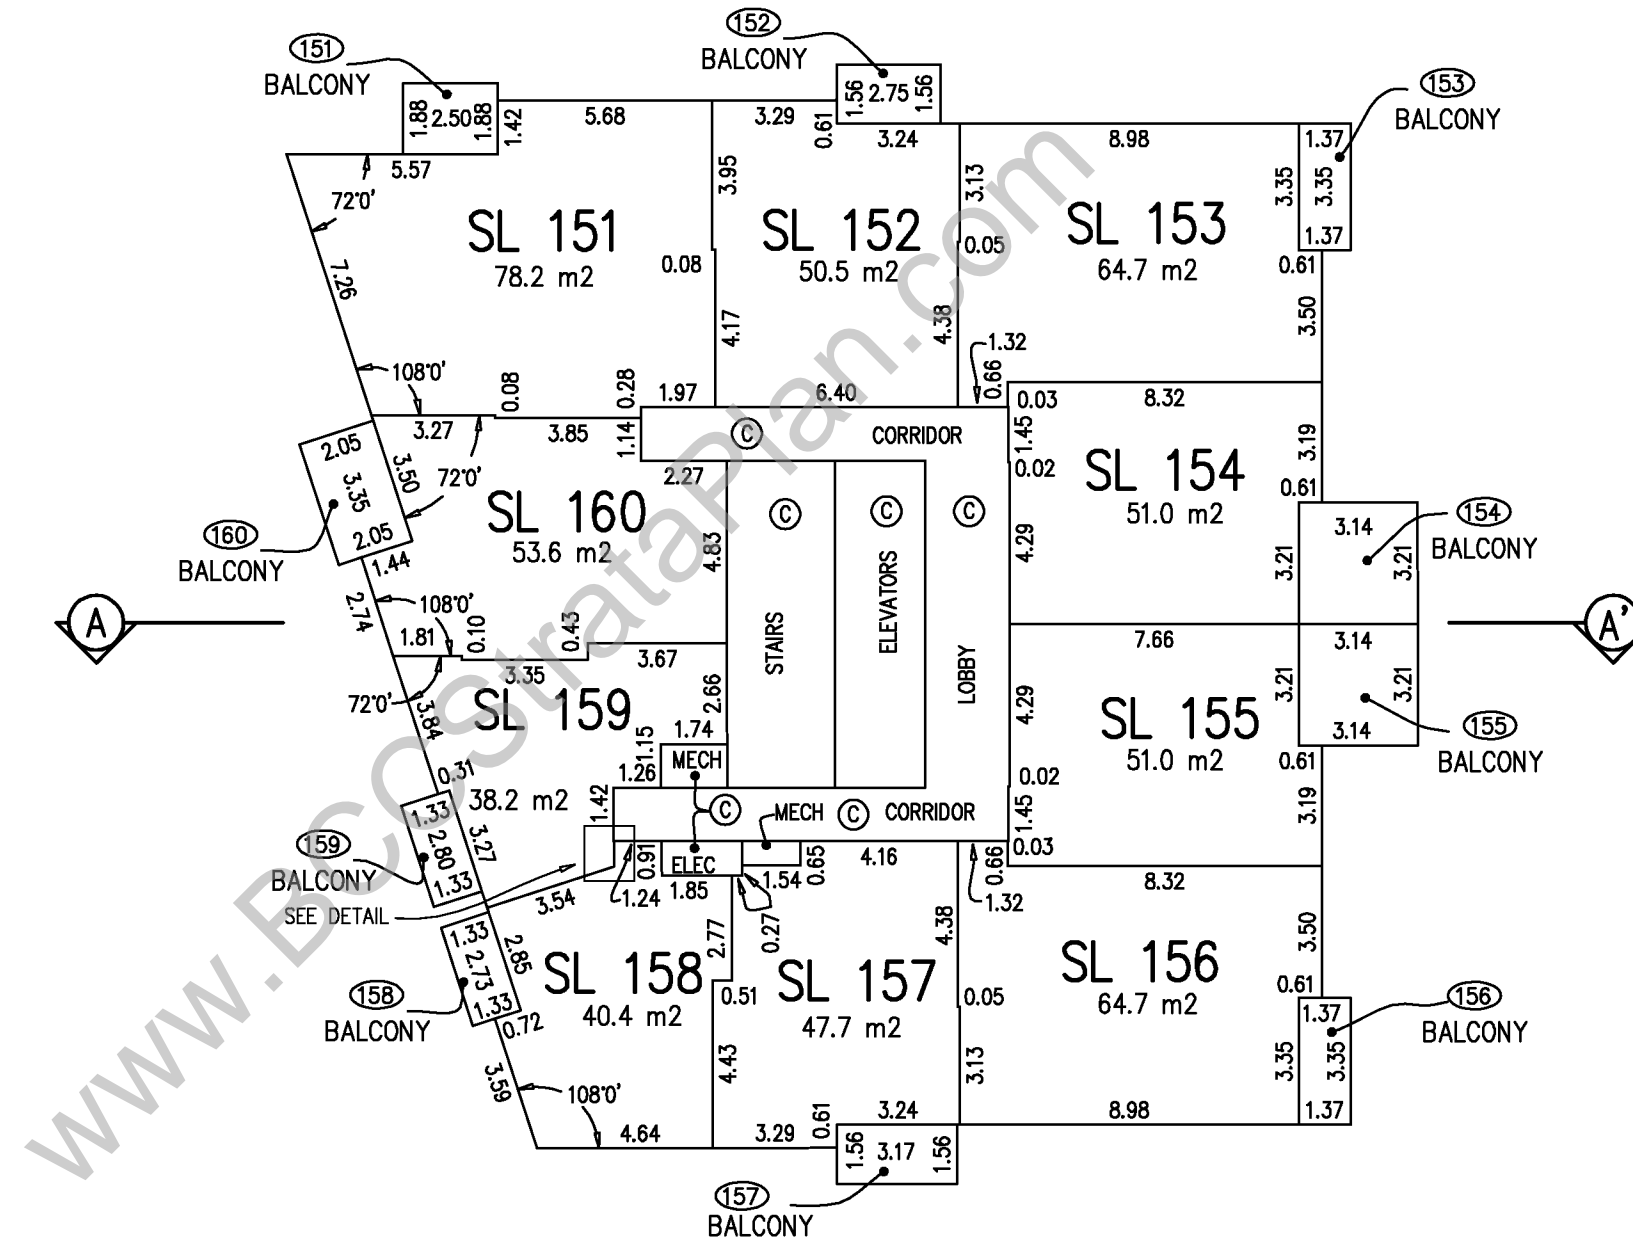 151
BALCONY
152
BALCONY
153
BALCONY
1.88
2.50
1.88
1.42
5.68
3.29
0.61
1.56
2.75
1.56
3.24
8.98
1.37
3.35
3.35
1.37
5.57
72°0'
3.95
3.13
SL 151
78.2 m2
SL 152
50.5 m2
SL 153
64.7 m2
0.08
0.05
0.61
7.26
4.17
4.38
3.50
108°0'
0.08
0.28
1.97
6.40
1.32
0.66
0.03
8.32
3.27
3.85
1.14
C
CORRIDOR
1.45
3.19
2.05
3.35
2.05
3.50
72°0'
2.27
0.02
0.61
SL 160
53.6 m2
C
C
C
SL 154
51.0 m2
160
BALCONY
154
BALCONY
3.14
3.21
3.21
1.44
4.83
4.29
STAIRS
ELEVATORS
LOBBY
A
A'
2.74
108°0'
1.81
0.10
0.43
3.35
3.67
7.66
3.14
72°0'
3.84
SL 159
38.2 m2
2.66
4.29
SL 155
51.0 m2
3.21
3.21
3.14
155
BALCONY
1.74
1.15
MECH
1.26
0.31
1.42
0.02
0.61
C
MECH
C
CORRIDOR
1.45
3.19
159
BALCONY
1.33
2.80
1.33
3.27
SEE DETAIL
3.54
0.91
ELEC
1.24
1.85
1.54
0.65
0.27
4.16
0.66
0.03
1.32
8.32
1.33
2.73
1.33
2.85
2.77
4.38
3.50
SL 158
40.4 m2
0.51
SL 157
47.7 m2
0.05
SL 156
64.7 m2
0.61
158
BALCONY
0.72
156
BALCONY
1.37
3.35
3.35
1.37
3.59
108°0'
4.43
3.13
4.64
3.29
0.61
3.24
8.98
1.56
3.17
1.56
157
BALCONY
www.BCCStrataPlan.com